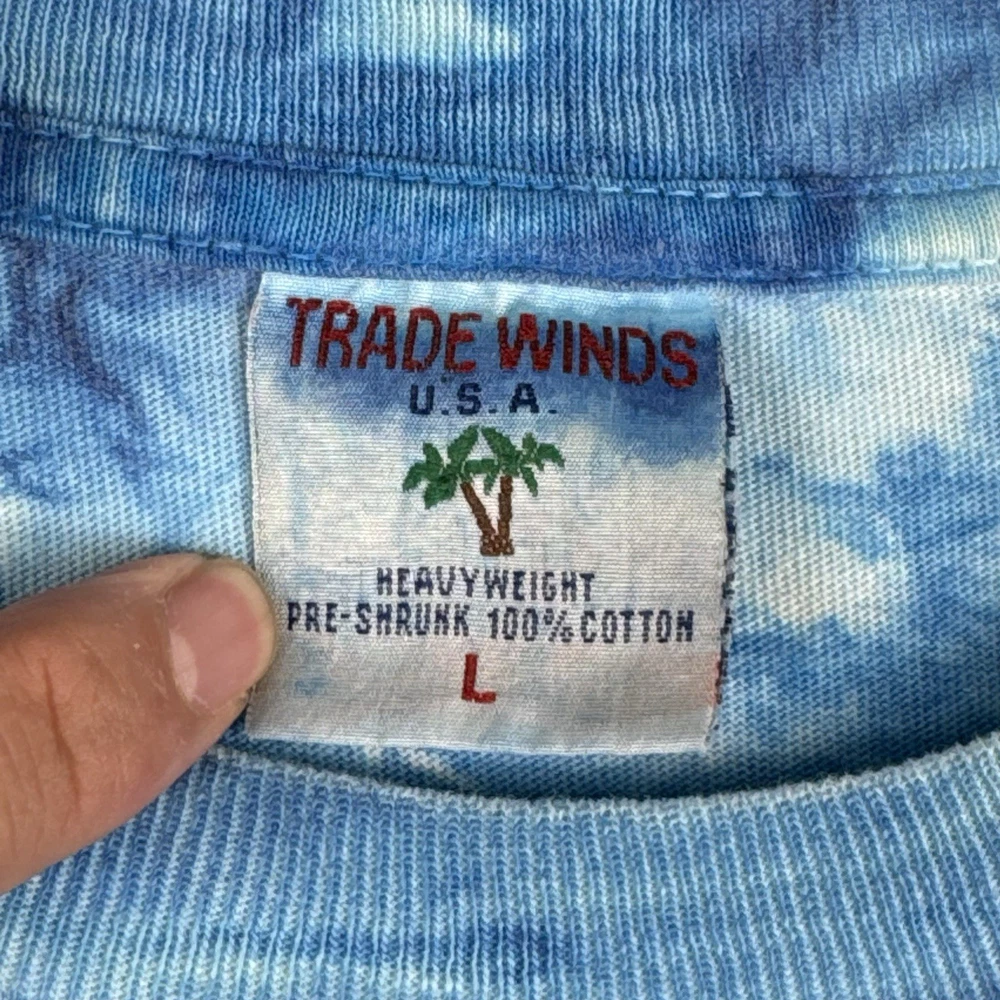 TRADE WINDS
U.S.A.
HEAVYWEIGHT
PRE-SHRUNK 100% COTTON
L